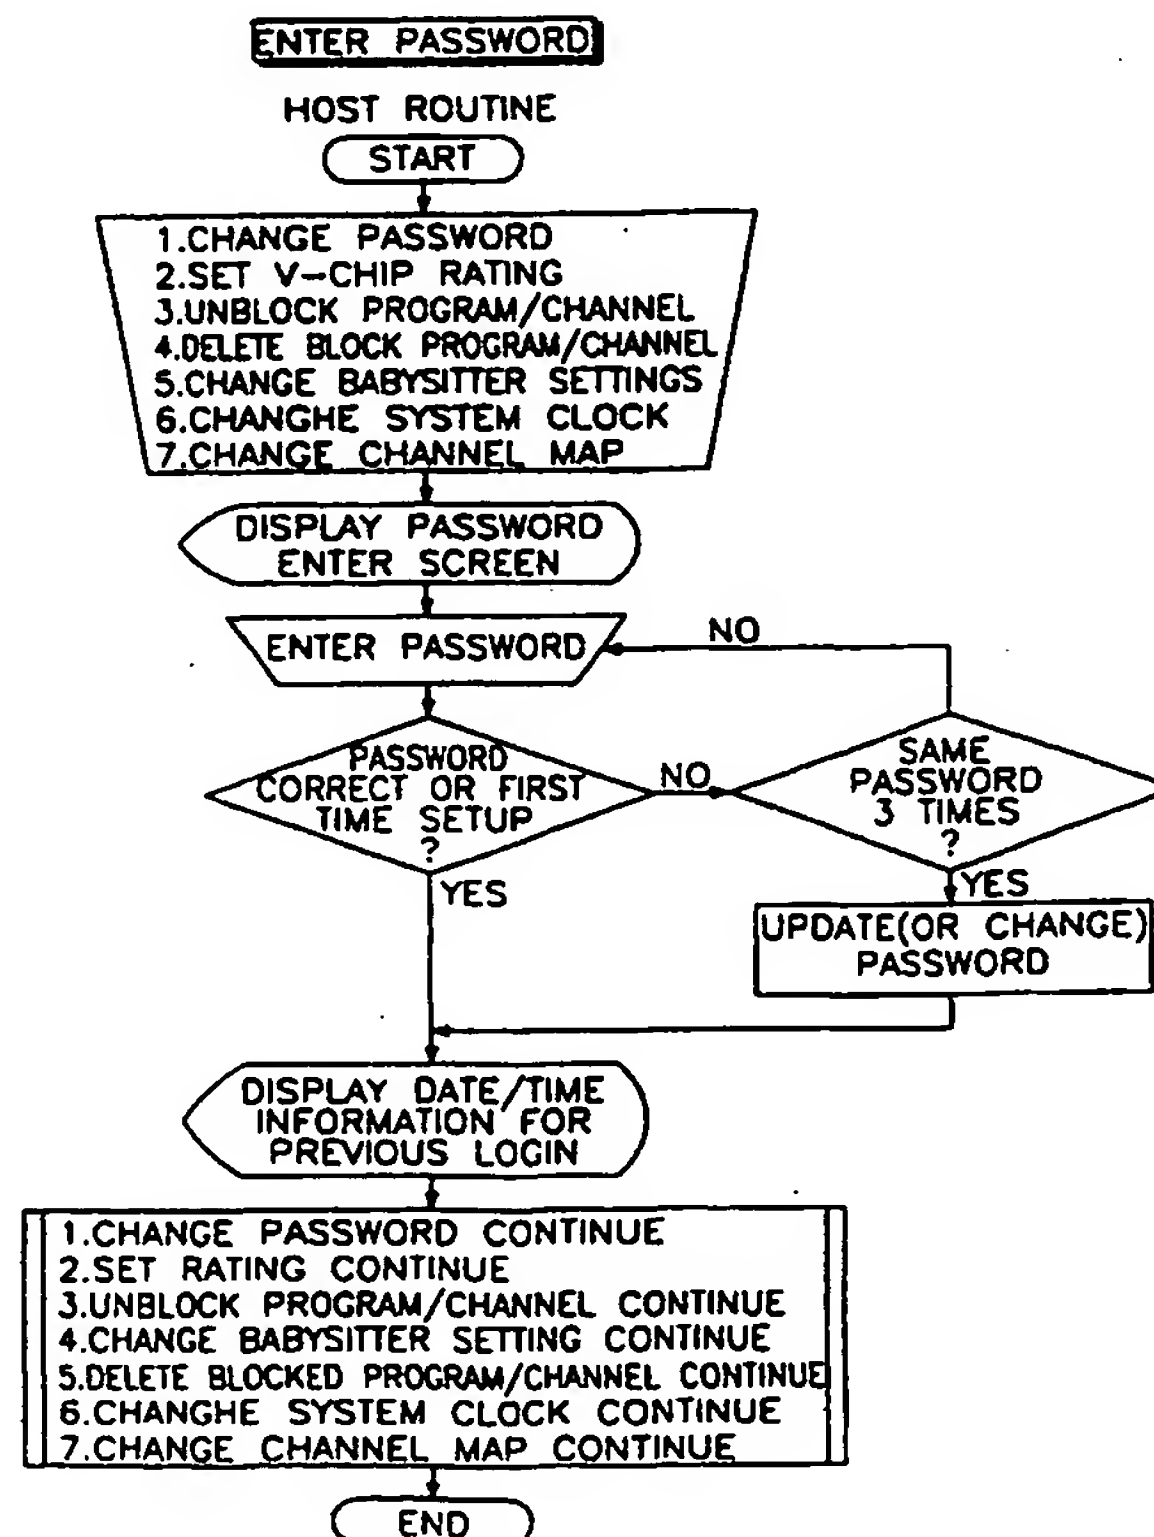 ENTER PASSWORD
HOST ROUTINE
START
1.CHANGE PASSWORD
2.SET V-CHIP RATING
3.UNBLOCK PROGRAM/CHANNEL
4.DELETE BLOCK PROGRAM/CHANNEL
5.CHANGE BABYSITTER SETTINGS
6.CHANGHE SYSTEM CLOCK
7.CHANGE CHANNEL MAP
DISPLAY PASSWORD
ENTER SCREEN
ENTER PASSWORD
NO
PASSWORD
CORRECT OR FIRST
TIME SETUP
?
NO
SAME
PASSWORD
3 TIMES
?
YES
YES
UPDATE(OR CHANGE)
PASSWORD
DISPLAY DATE/TIME
INFORMATION FOR
PREVIOUS LOGIN
1.CHANGE PASSWORD CONTINUE
2.SET RATING CONTINUE
3.UNBLOCK PROGRAM/CHANNEL CONTINUE
4.CHANGE BABYSITTER SETTING CONTINUE
5.DELETE BLOCKED PROGRAM/CHANNEL CONTINUE
6.CHANGHE SYSTEM CLOCK CONTINUE
7.CHANGE CHANNEL MAP CONTINUE
END